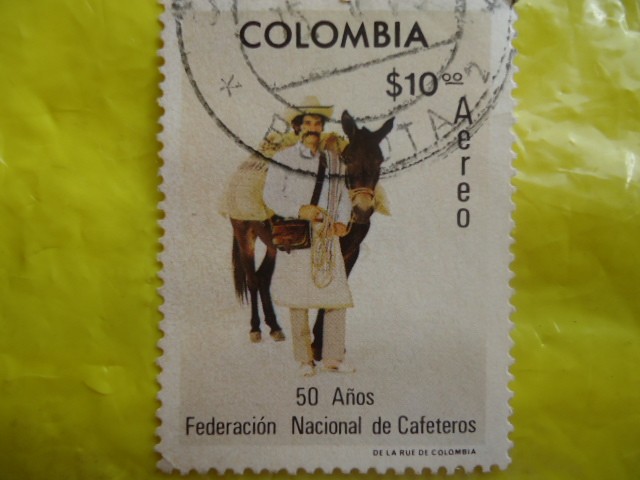 COLOMBIA
$10.00
Aereo
50 Años
Federación Nacional de Cafeteros
DE LA RUE DE COLOMBIA